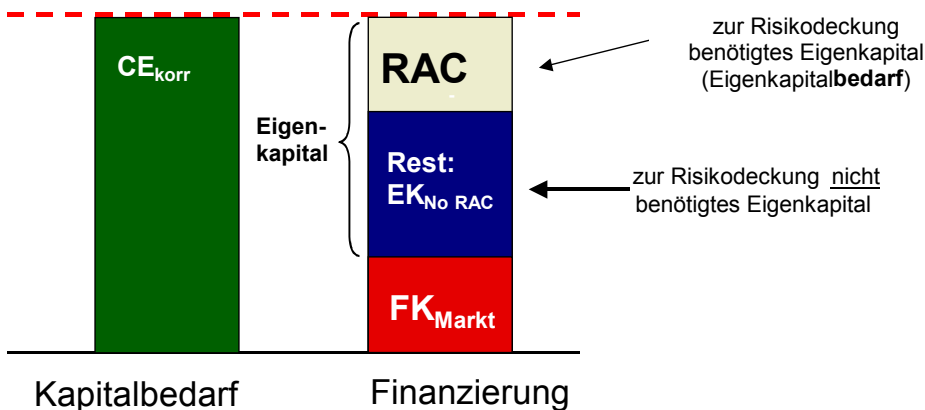 CEkorr
Eigen-
kapital
RAC
Rest:
EKNo RAC
FKMarkt
zur Risikodeckung
benötigtes Eigenkapital
(Eigenkapitalbedarf)
zur Risikodeckung nicht
benötigtes Eigenkapital
Kapitalbedarf
Finanzierung